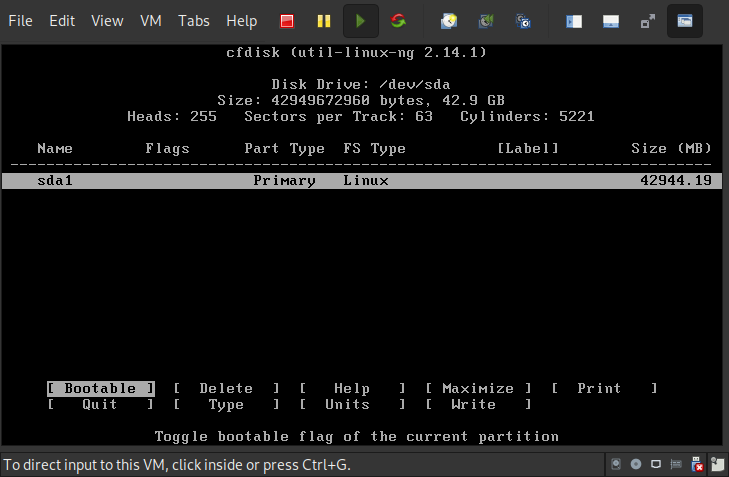 File Edit View VM Tabs Help
cfdisk (util-linux-ng 2.14.1)
Disk Drive: /dev/sda
Size: 42949672960 bytes, 42.9 GB
Heads: 255 Sectors per Track: 63 Cylinders: 5221
Name Flags Part Type FS Type [Label] Size (MB)
------------------------------------------------------------------------------
sda1 Primary Linux 42944.19
[ Bootable ] [ Delete ] [ Help ] [ Maximize ] [ Print ]
[ Quit ] [ Type ] [ Units ] [ Write ]
Toggle bootable flag of the current partition
To direct input to this VM, click inside or press Ctrl+G.